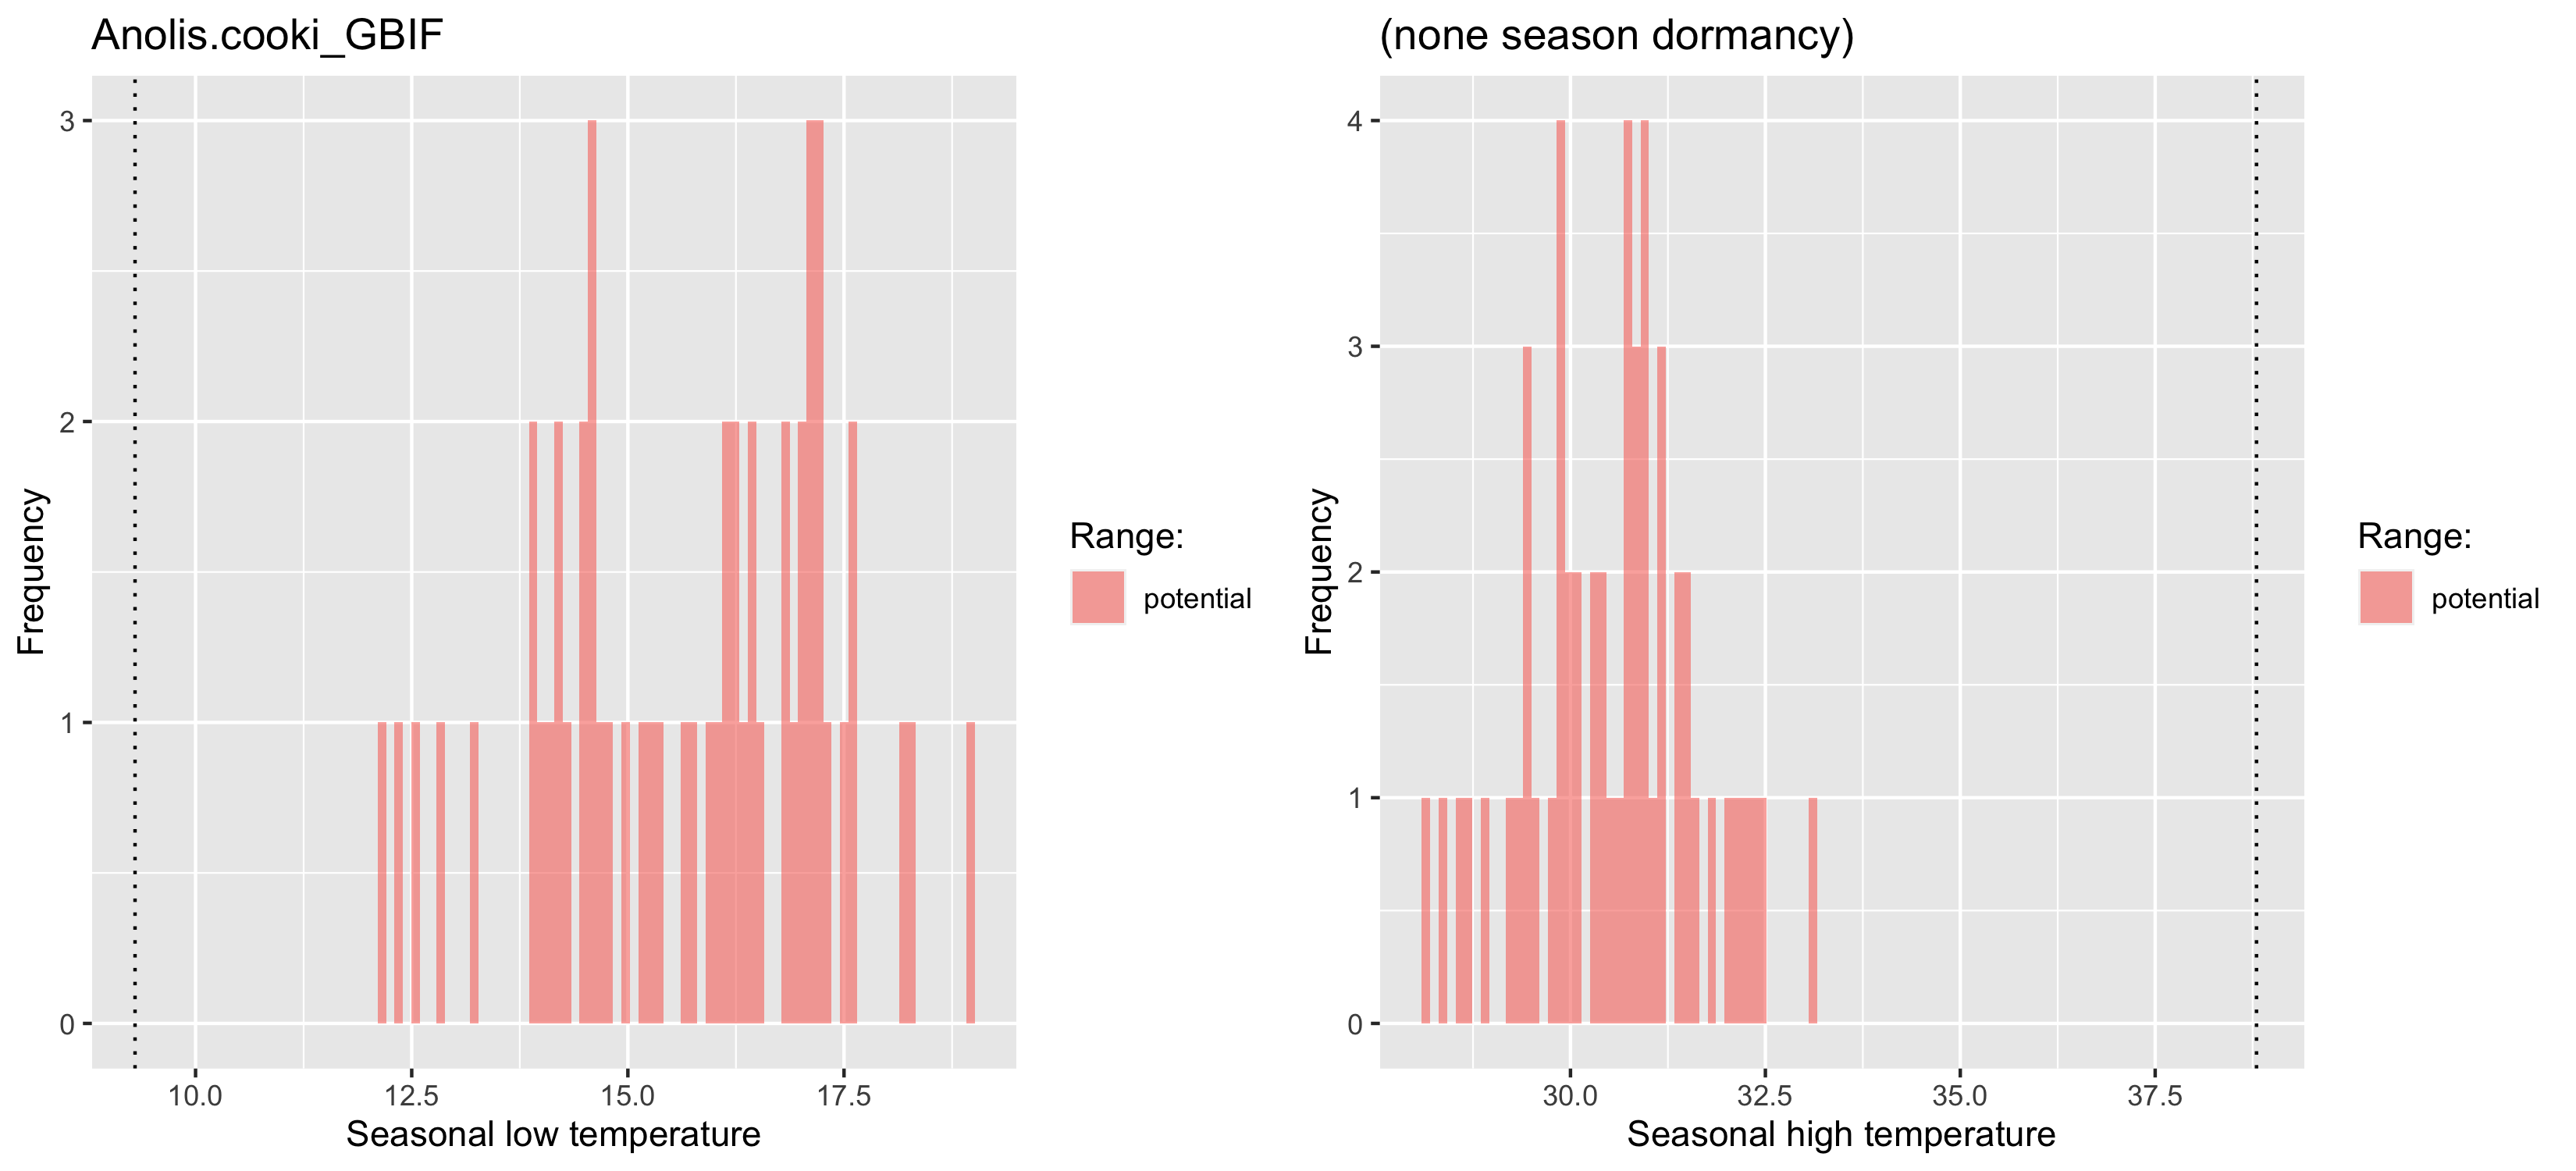 Anolis.cooki_GBIF
3
2
1
0
Frequency
10.0 12.5 15.0 17.5
Seasonal low temperature
Range:
potential
(none season dormancy)
4
3
2
1
0
Frequency
30.0 32.5 35.0 37.5
Seasonal high temperature
Range:
potential